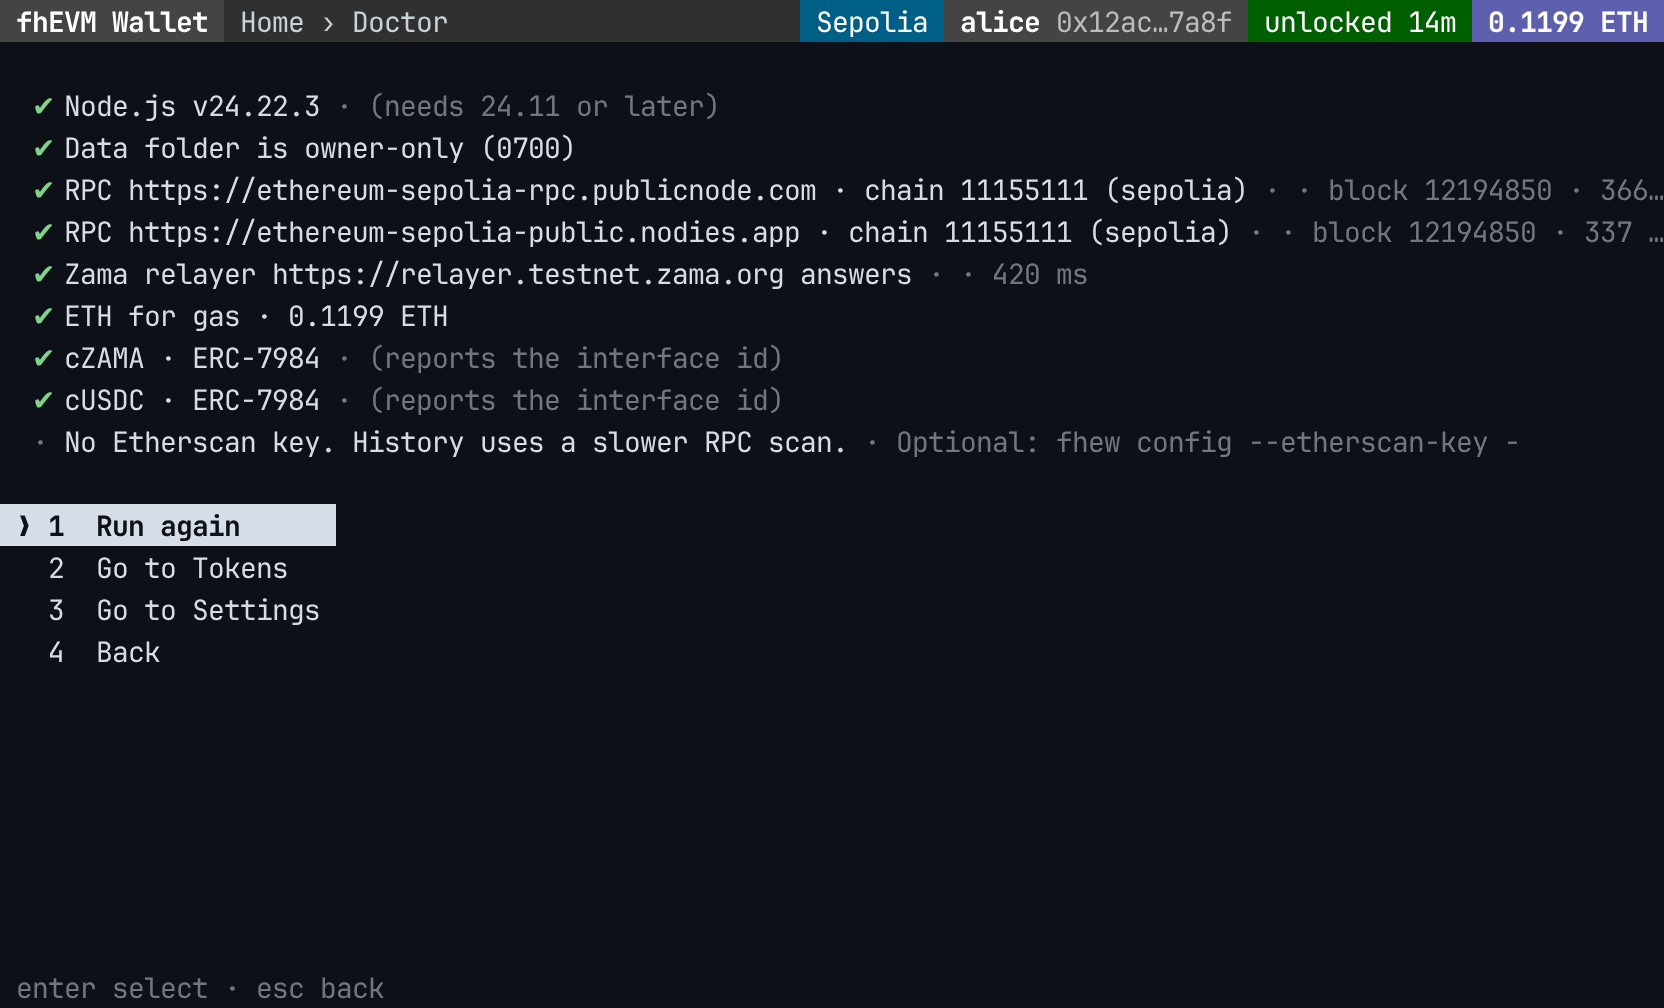 fhEVM Wallet Home › Doctor Sepolia alice 0x12ac…7a8f unlocked 14m 0.1199 ETH
✔ Node.js v24.22.3 · (needs 24.11 or later)
✔ Data folder is owner-only (0700)
✔ RPC https://ethereum-sepolia-rpc.publicnode.com · chain 11155111 (sepolia) · · block 12194850 · 366…
✔ RPC https://ethereum-sepolia-public.nodies.app · chain 11155111 (sepolia) · · block 12194850 · 337 …
✔ Zama relayer https://relayer.testnet.zama.org answers · · 420 ms
✔ ETH for gas · 0.1199 ETH
✔ cZAMA · ERC-7984 · (reports the interface id)
✔ cUSDC · ERC-7984 · (reports the interface id)
· No Etherscan key. History uses a slower RPC scan. · Optional: fhew config --etherscan-key -
❯ 1 Run again
2 Go to Tokens
3 Go to Settings
4 Back
enter select · esc back